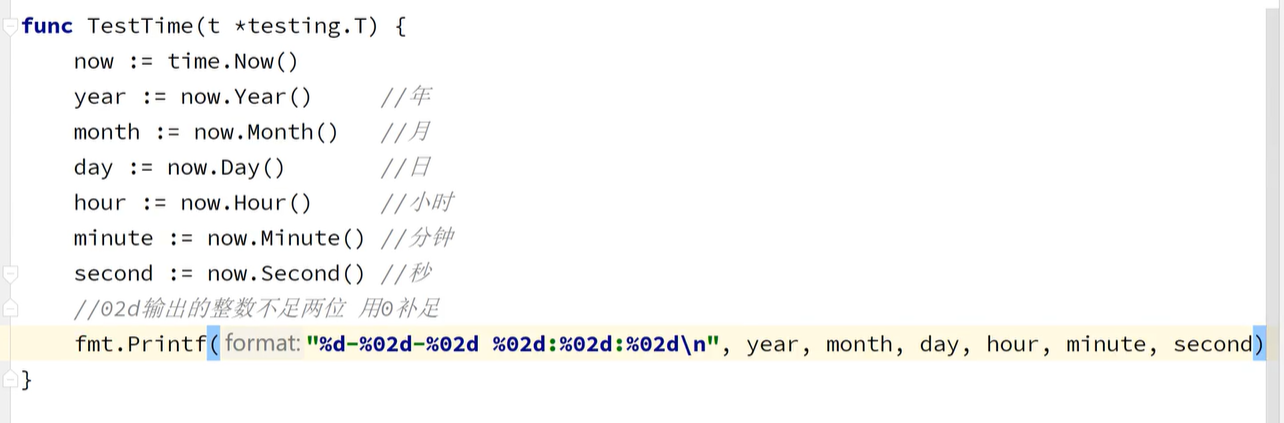 func TestTime(t *testing.T) {
    now := time.Now()
    year := now.Year()     //年
    month := now.Month()   //月
    day := now.Day()       //日
    hour := now.Hour()     //小时
    minute := now.Minute() //分钟
    second := now.Second() //秒
    //02d输出的整数不足两位 用0补足
    fmt.Printf( format: "%d-%02d-%02d %02d:%02d:%02d\n", year, month, day, hour, minute, second)
}